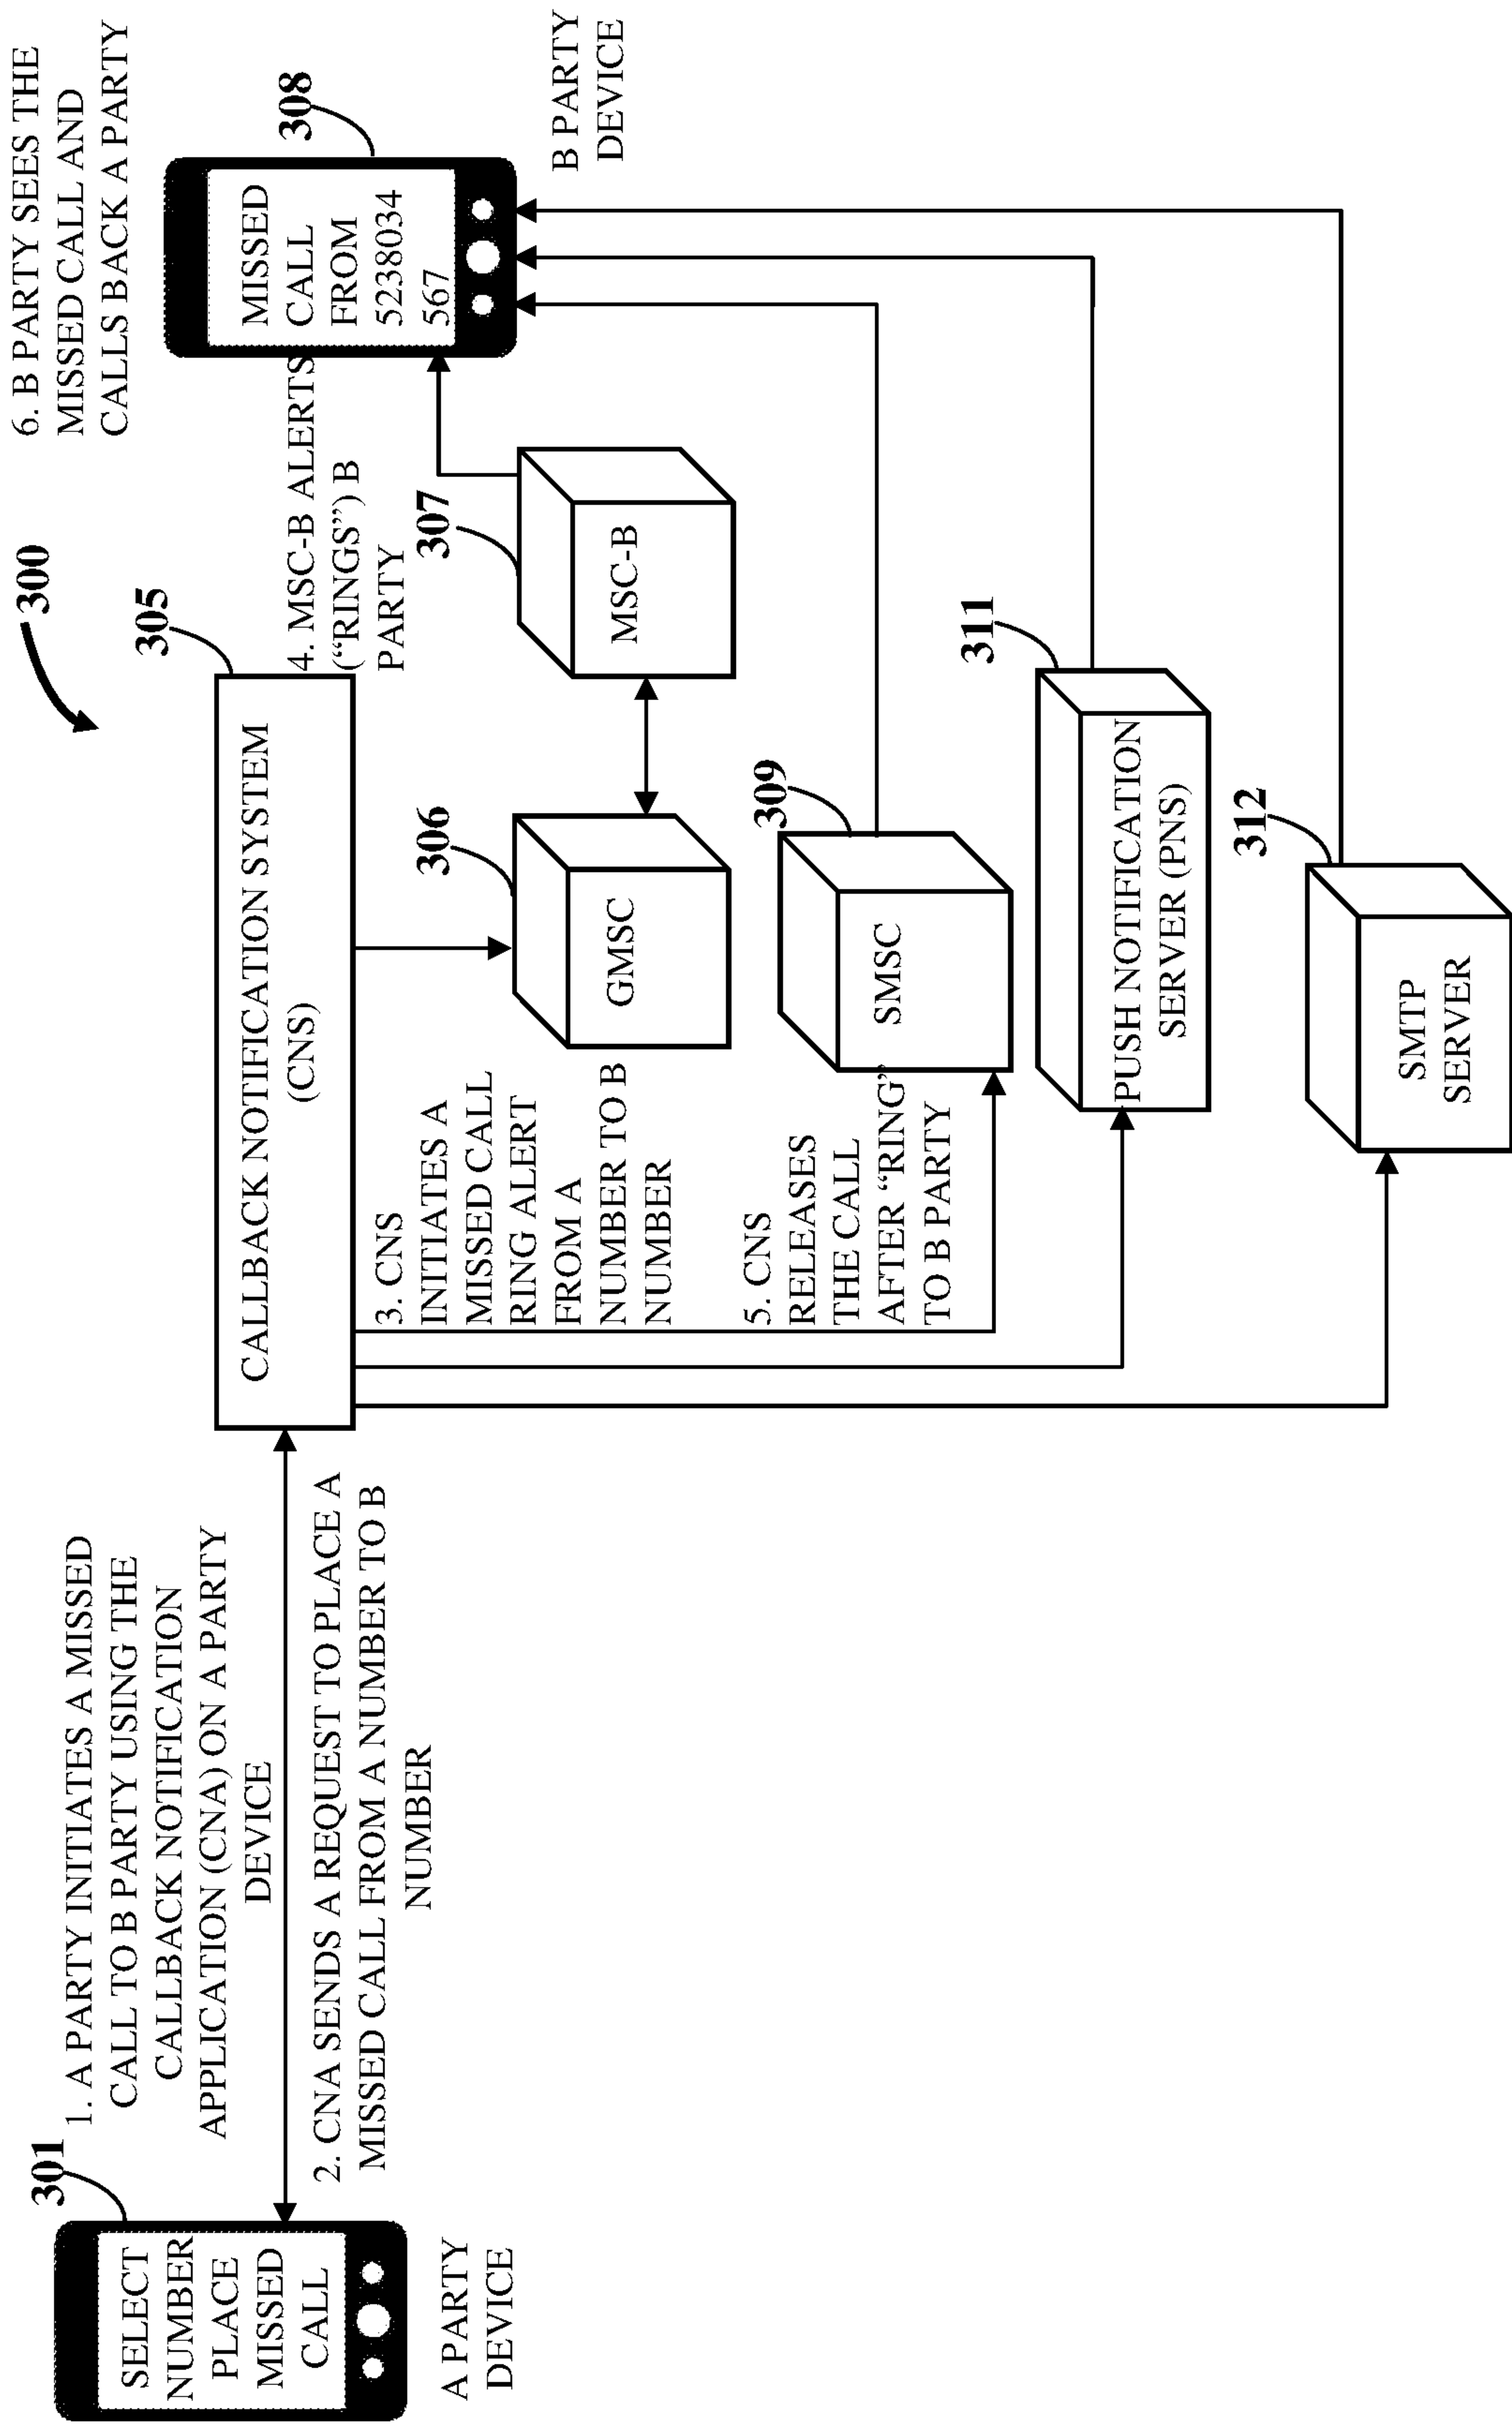 300
301
SELECT
NUMBER
PLACE
MISSED
CALL
A PARTY
DEVICE
1. A PARTY INITIATES A MISSED
CALL TO B PARTY USING THE
CALLBACK NOTIFICATION
APPLICATION (CNA) ON A PARTY
DEVICE
2. CNA SENDS A REQUEST TO PLACE A
MISSED CALL FROM A NUMBER TO B
NUMBER
305
CALLBACK NOTIFICATION SYSTEM
(CNS)
3. CNS
INITIATES A
MISSED CALL
RING ALERT
FROM A
NUMBER TO B
NUMBER
306
GMSC
4. MSC-B ALERTS
("RINGS") B
PARTY
307
MSC-B
5. CNS
RELEASES
THE CALL
AFTER “RING”
TO B PARTY
309
SMSC
311
PUSH NOTIFICATION
SERVER (PNS)
312
SMTP
SERVER
6. B PARTY SEES THE
MISSED CALL AND
CALLS BACK A PARTY
308
MISSED
CALL
FROM
5238034
567
B PARTY
DEVICE